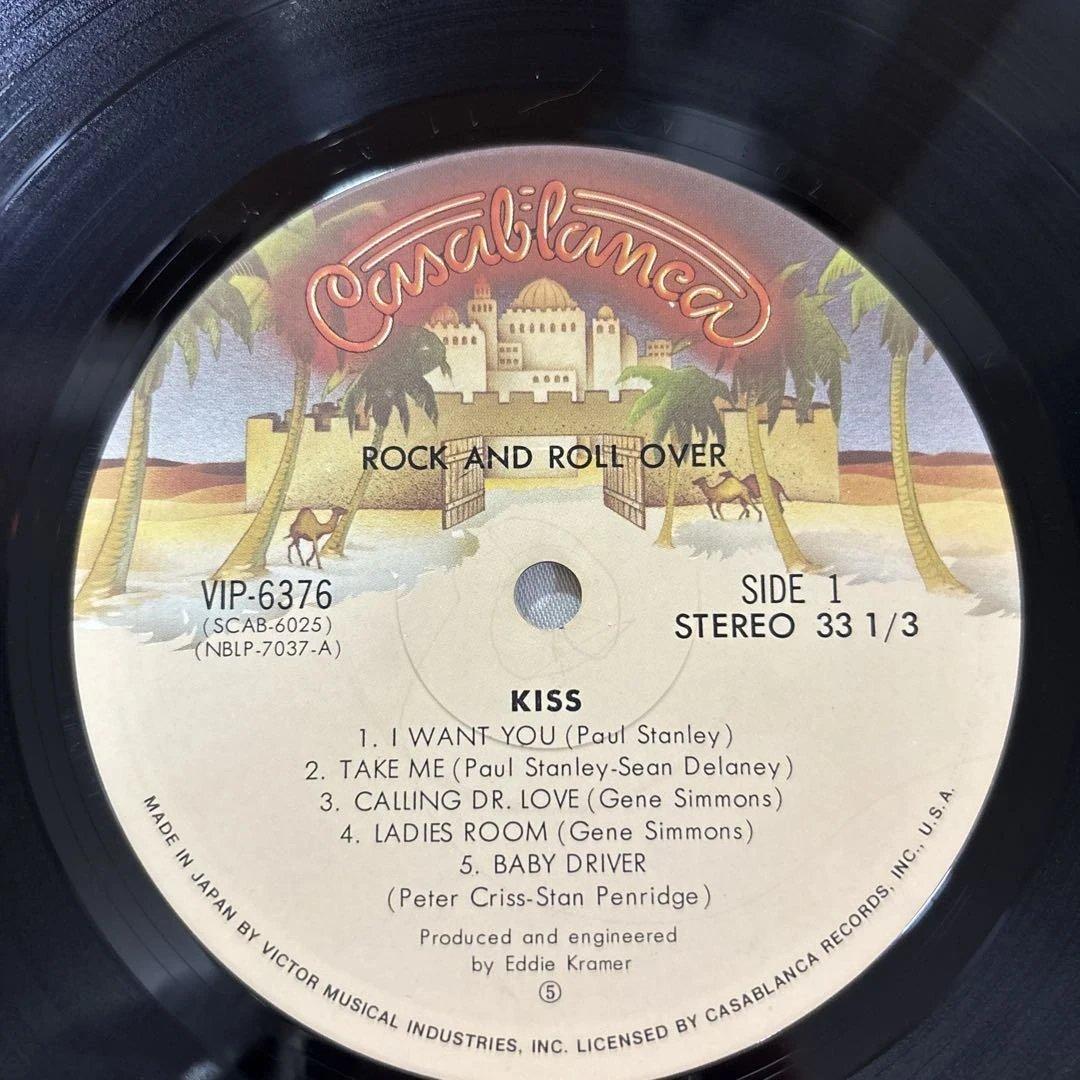 Casablanca
ROCK AND ROLL OVER
VIP-6376
(SCAB-6025)
(NBLP-7037-A)
SIDE 1
STEREO 33 1/3
KISS
1. I WANT YOU (Paul Stanley)
2. TAKE ME (Paul Stanley-Sean Delaney)
3. CALLING DR. LOVE (Gene Simmons)
4. LADIES ROOM (Gene Simmons)
5. BABY DRIVER
(Peter Criss-Stan Penridge)
Produced and engineered
by Eddie Kramer
⑤
MADE IN JAPAN BY VICTOR MUSICAL INDUSTRIES, INC. LICENSED BY CASABLANCA RECORDS, INC., U.S.A.